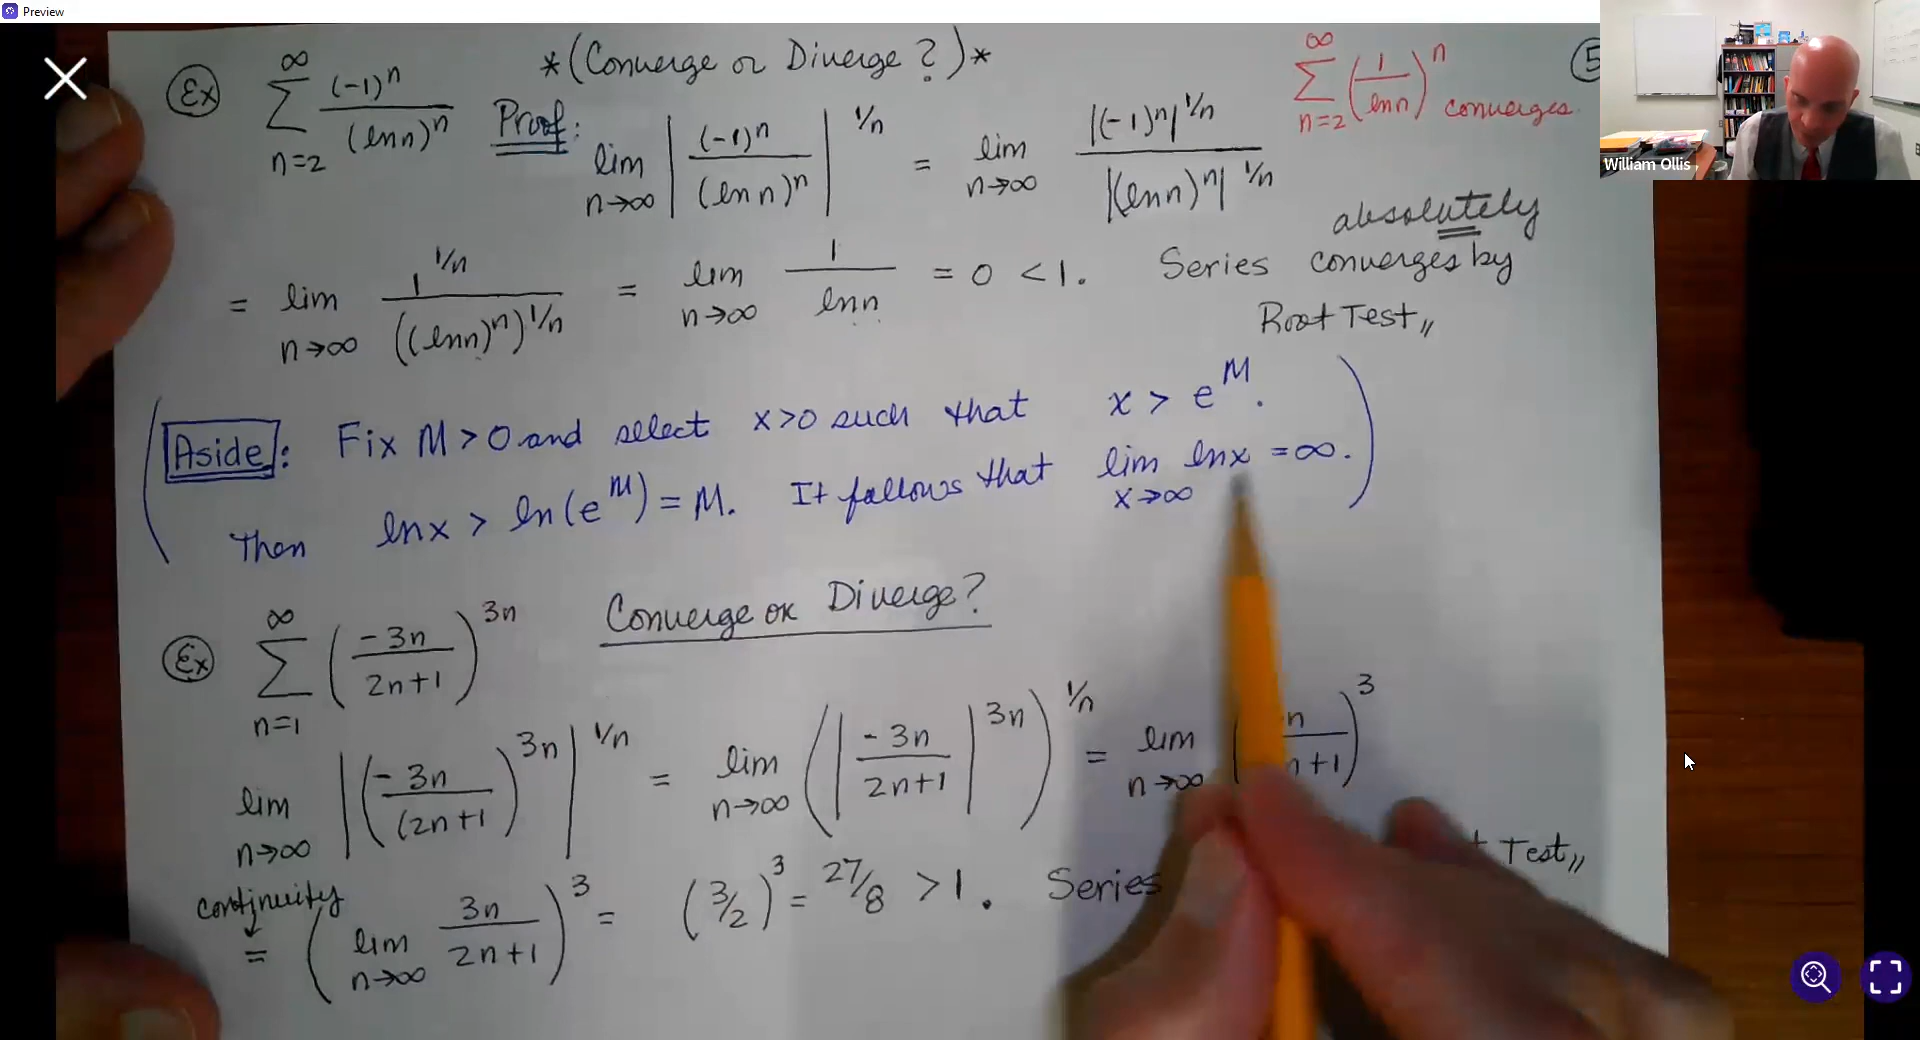 Preview
William Ollis
5
Ex ∑_{n=2}^{∞} (-1)^n / (ln n)^n *(Converge or Diverge?)*
∑_{n=2}^{∞} (1/ln n)^n converges.
Proof: lim_{n→∞} |(-1)^n / (ln n)^n|^{1/n} = lim_{n→∞} |(-1)^n|^{1/n} / |(ln n)^n|^{1/n}
= lim_{n→∞} 1^{1/n} / ((ln n)^n)^{1/n} = lim_{n→∞} 1 / ln n = 0 < 1. Series absolutely converges by
Root Test,,
(Aside: Fix M > 0 and select x > 0 such that x > e^M.
Then ln x > ln(e^M) = M. It follows that lim_{x→∞} ln x = ∞.)
Ex ∑_{n=1}^{∞} (-3n / 2n+1)^{3n} Converge or Diverge?
lim_{n→∞} |(-3n / (2n+1)^{3n}|^{1/n} = lim_{n→∞} (|-3n / 2n+1|^{3n})^{1/n} = lim_{n→∞} ( n / n+1)^3
continuity
= (lim_{n→∞} 3n / 2n+1)^3 = (3/2)^3 = 27/8 > 1. Series
Test,,